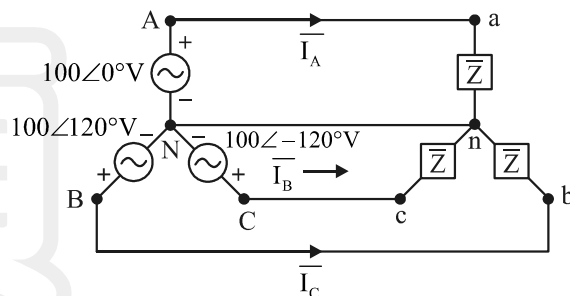 A
a
I_A
+
100∠0°V
Z
−
100∠120°V
−
N
−
100∠−120°V
n
+
+
I_B
Z
Z
B
C
c
b
I_C